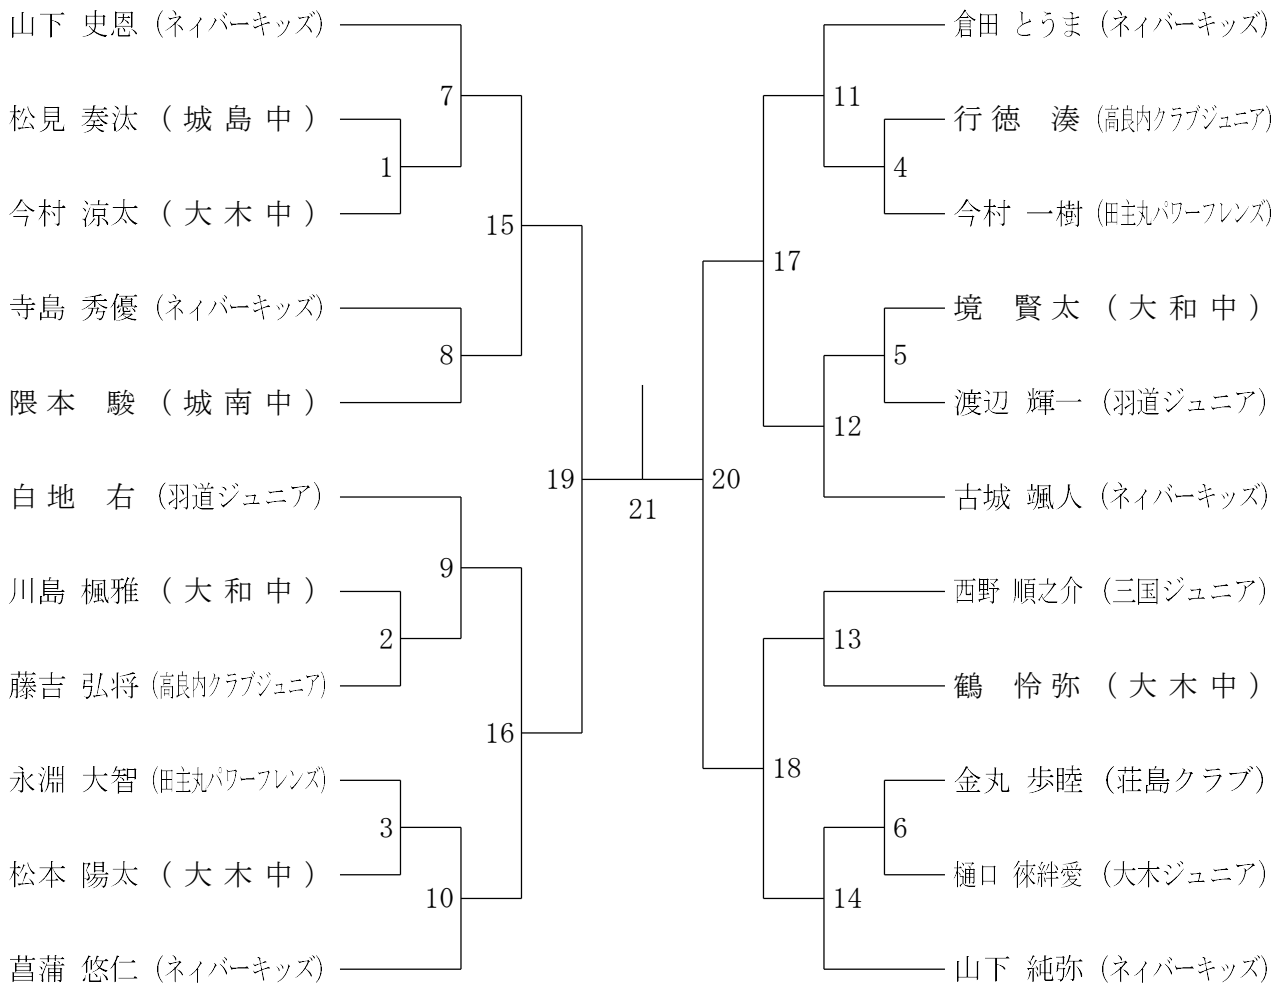 山下 史恩 (ネィバーキッズ)
松見 奏汰 (城島中)
今村 涼太 (大木中)
寺島 秀優 (ネィバーキッズ)
隈本 駿 (城南中)
白地 右 (羽道ジュニア)
川島 楓雅 (大和中)
藤吉 弘将 (高良内クラブジュニア)
永淵 大智 (田主丸パワーフレンズ)
松本 陽太 (大木中)
菖蒲 悠仁 (ネィバーキッズ)
7
1
15
8
19
9
2
16
3
10
21
11
4
17
5
12
20
13
18
6
14
倉田 とうま (ネィバーキッズ)
行徳 湊 (高良内クラブジュニア)
今村 一樹 (田主丸パワーフレンズ)
境 賢太 (大和中)
渡辺 輝一 (羽道ジュニア)
古城 颯人 (ネィバーキッズ)
西野 順之介 (三国ジュニア)
鶴 怜弥 (大木中)
金丸 歩睦 (荘島クラブ)
樋口 徠絆愛 (大木ジュニア)
山下 純弥 (ネィバーキッズ)